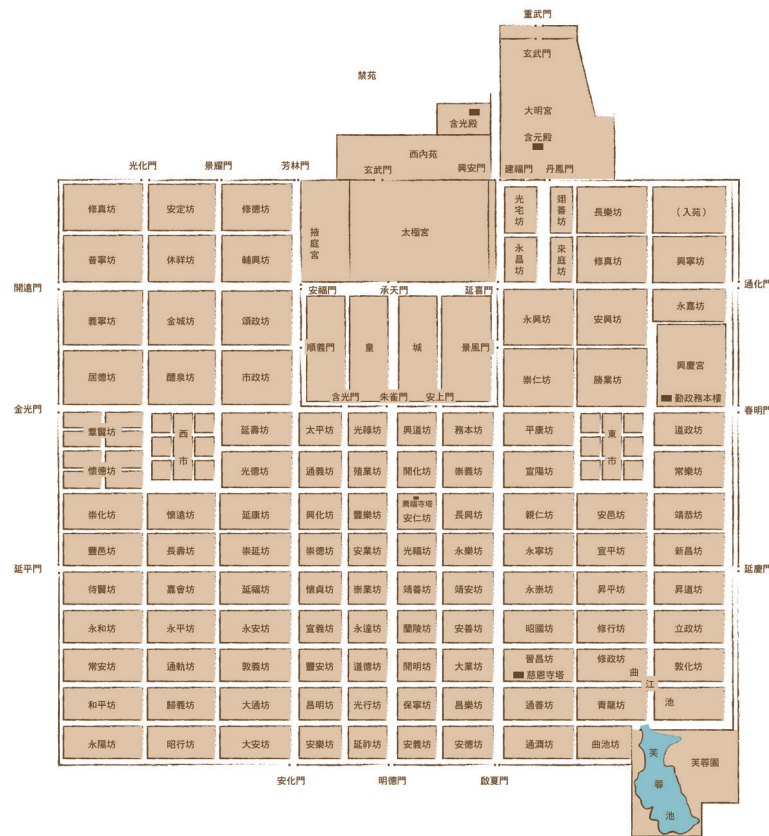 重武門
玄武門
禁苑
大明宮
含元殿
含光殿
西內苑
光化門 景耀門 芳林門 玄武門 興安門 建福門 丹鳳門
修真坊 安定坊 修德坊 掖庭宮 太極宮 光宅坊 翊善坊 長樂坊 （入苑）
普寧坊 休祥坊 輔興坊 永昌坊 來庭坊 修真坊 興寧坊
開遠門 安福門 承天門 延喜門 通化門
永嘉坊
義寧坊 金城坊 頌政坊 永興坊 安興坊
順義門 皇 城 景風門 興慶宮
居德坊 醴泉坊 市政坊 崇仁坊 勝業坊
含光門 朱雀門 安上門 勤政務本樓
金光門 春明門
羣賢坊 西市 延壽坊 太平坊 光祿坊 興道坊 務本坊 平康坊 東市 道政坊
懷德坊 光德坊 通義坊 殖業坊 開化坊 崇義坊 宣陽坊 常樂坊
薦福寺塔
崇化坊 懷遠坊 延康坊 興化坊 豐樂坊 安仁坊 長興坊 親仁坊 安邑坊 靖恭坊
豐邑坊 長壽坊 崇延坊 崇德坊 安業坊 光福坊 永樂坊 永寧坊 宣平坊 新昌坊
延平門 延慶門
待賢坊 嘉會坊 延福坊 懷貞坊 崇業坊 靖善坊 靖安坊 永崇坊 昇平坊 昇道坊
永和坊 永平坊 永安坊 宣義坊 永達坊 蘭陵坊 安善坊 昭國坊 修行坊 立政坊
常安坊 通軌坊 敦義坊 豐安坊 道德坊 開明坊 大業坊 晉昌坊 修政坊 敦化坊
慈恩寺塔 曲
江
和平坊 歸義坊 大通坊 昌明坊 光行坊 保寧坊 昌樂坊 通善坊 青龍坊 池
永陽坊 昭行坊 大安坊 安樂坊 延祚坊 安義坊 安德坊 通濟坊 曲池坊
芙蓉池 芙蓉園
安化門 明德門 啟夏門